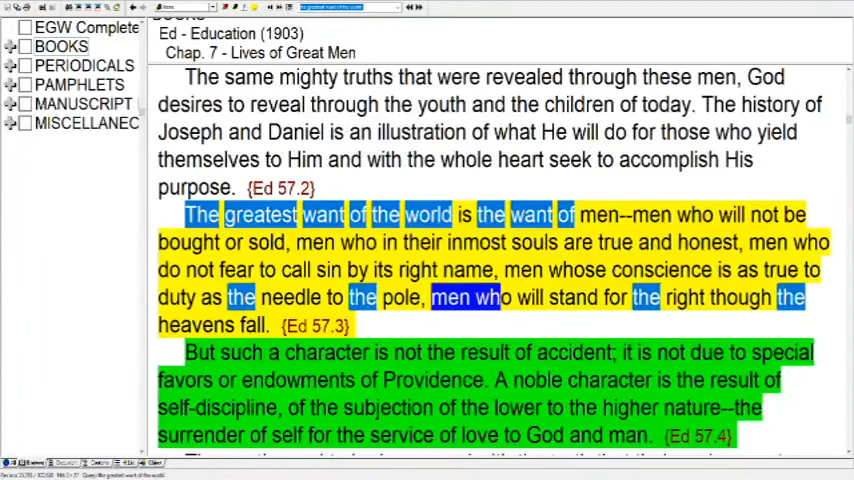 the greatest want of the world
EGW Complete
BOOKS
PERIODICALS
PAMPHLETS
MANUSCRIPT
MISCELLANEC
Ed - Education (1903)
Chap. 7 - Lives of Great Men
The same mighty truths that were revealed through these men, God
desires to reveal through the youth and the children of today. The history of
Joseph and Daniel is an illustration of what He will do for those who yield
themselves to Him and with the whole heart seek to accomplish His
purpose. {Ed 57.2}
The greatest want of the world is the want of men--men who will not be
bought or sold, men who in their inmost souls are true and honest, men who
do not fear to call sin by its right name, men whose conscience is as true to
duty as the needle to the pole, men who will stand for the right though the
heavens fall. {Ed 57.3}
But such a character is not the result of accident; it is not due to special
favors or endowments of Providence. A noble character is the result of
self-discipline, of the subjection of the lower to the higher nature--the
surrender of self for the service of love to God and man. {Ed 57.4}